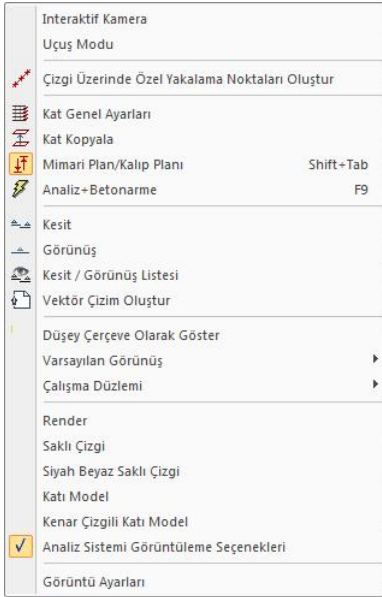 Interaktif Kamera
Uçuş Modu
Çizgi Üzerinde Özel Yakalama Noktaları Oluştur
Kat Genel Ayarları
Kat Kopyala
Mimari Plan/Kalıp Planı Shift+Tab
Analiz+Betonarme F9
Kesit
Görünüş
Kesit / Görünüş Listesi
Vektör Çizim Oluştur
Düşey Çerçeve Olarak Göster
Varsayılan Görünüş
Çalışma Düzlemi
Render
Saklı Çizgi
Siyah Beyaz Saklı Çizgi
Katı Model
Kenar Çizgili Katı Model
Analiz Sistemi Görüntüleme Seçenekleri
Görüntü Ayarları